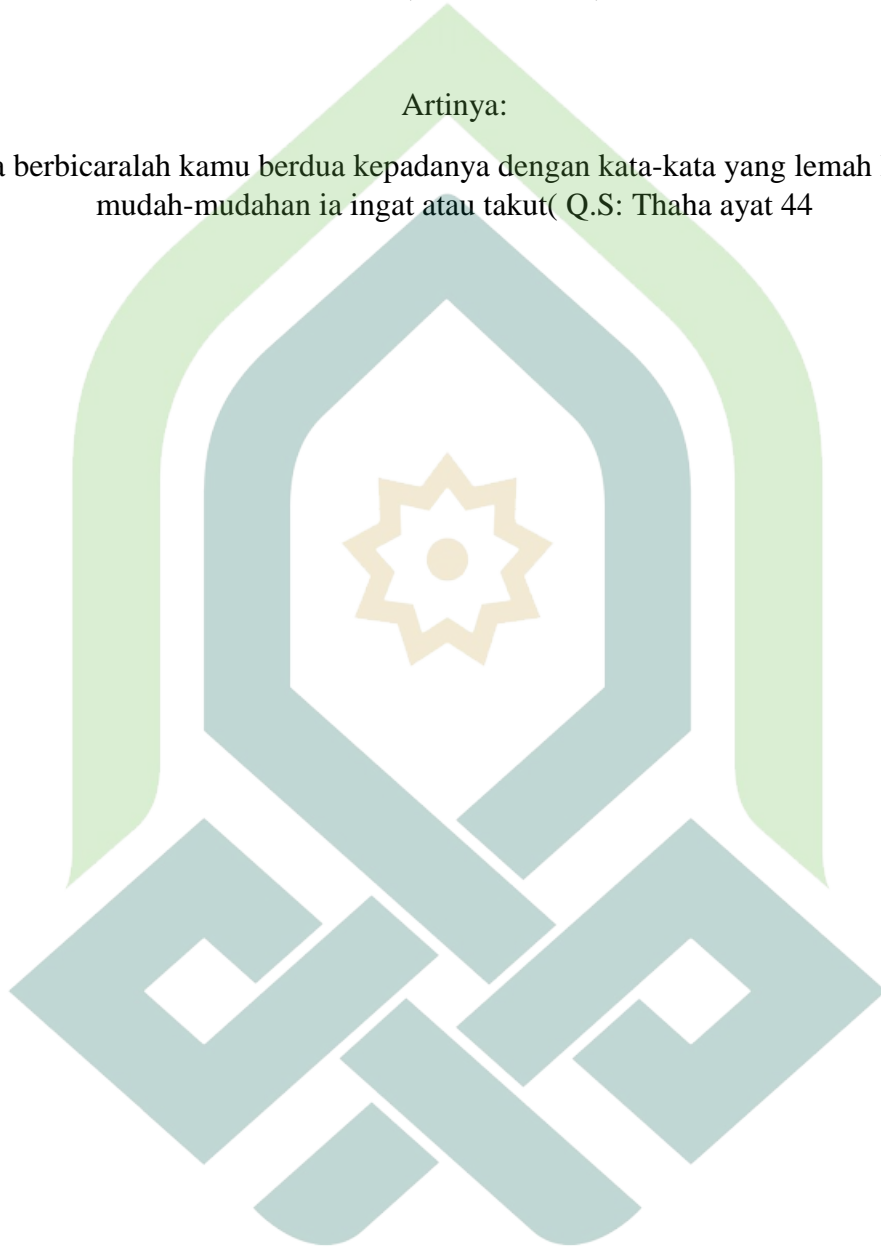 Artinya:
berbicaralah kamu berdua kepadanya dengan kata-kata yang lemah
mudah-mudahan ia ingat atau takut( Q.S: Thaha ayat 44